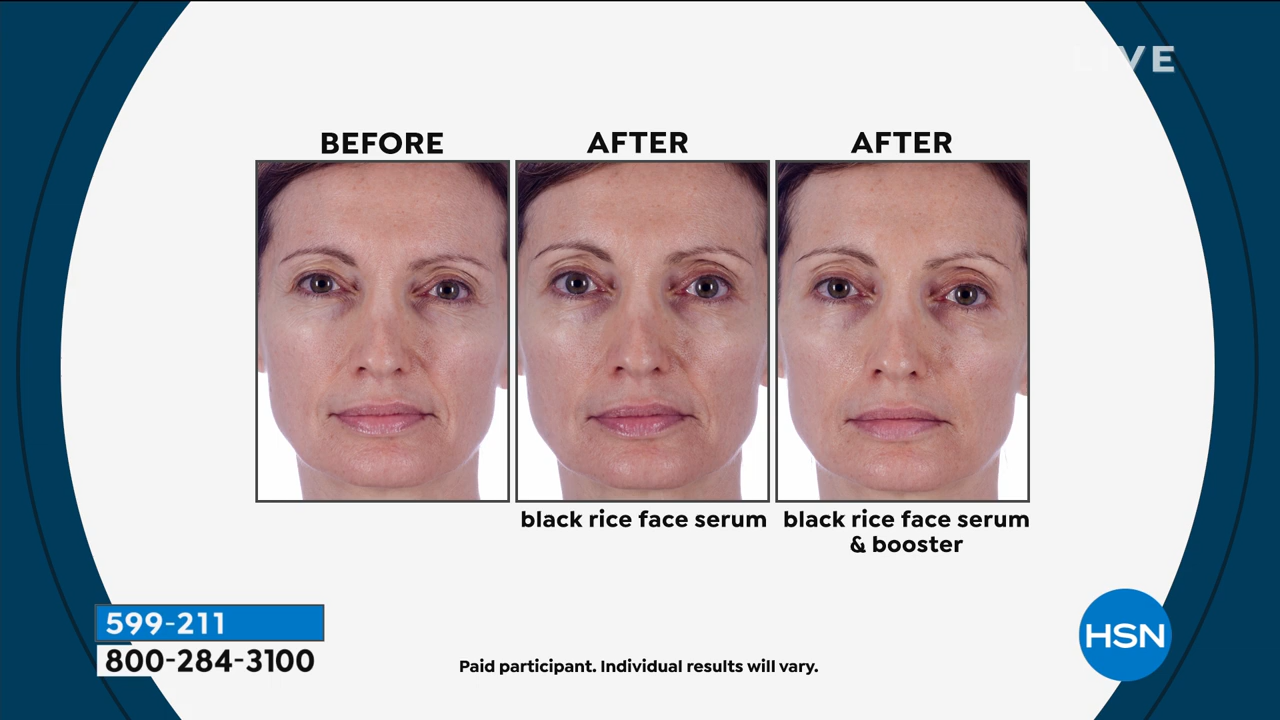 LIVE
BEFORE
AFTER
AFTER
black rice face serum
black rice face serum
& booster
599-211
800-284-3100
Paid participant. Individual results will vary.
HSN